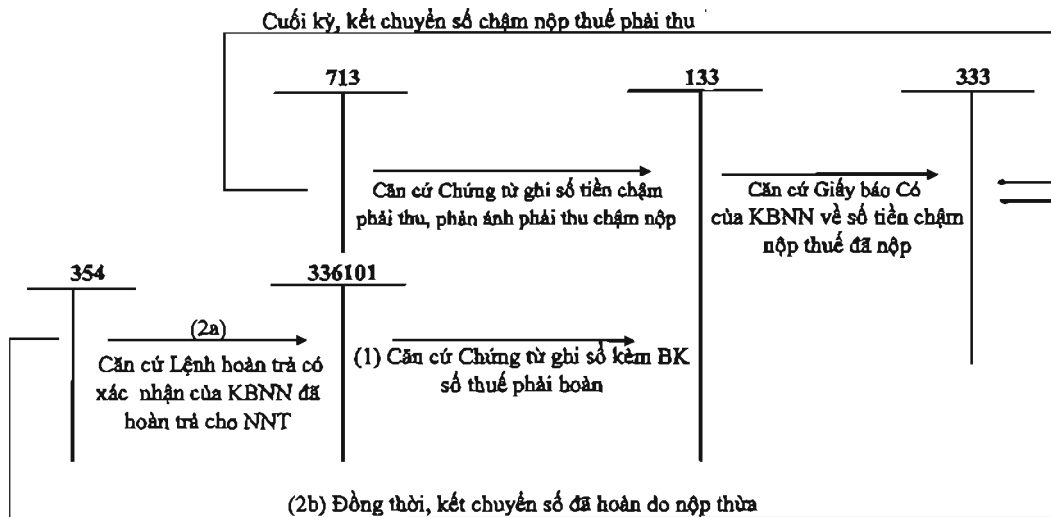 Cuối kỳ, kết chuyển số chậm nộp thuế phải thu
713
133
333
Căn cứ Chứng từ ghi số tiền chậm
phải thu, phản ánh phải thu chậm nộp
Căn cứ Giấy báo Có
của KBNN về số tiền chậm
nộp thuế đã nộp
354
336101
(2a)
Căn cứ Lệnh hoàn trả có
xác nhận của KBNN đã
hoàn trả cho NNT
(1) Căn cứ Chứng từ ghi sổ kèm BK
số thuế phải hoàn
(2b) Đồng thời, kết chuyển số đã hoàn do nộp thừa